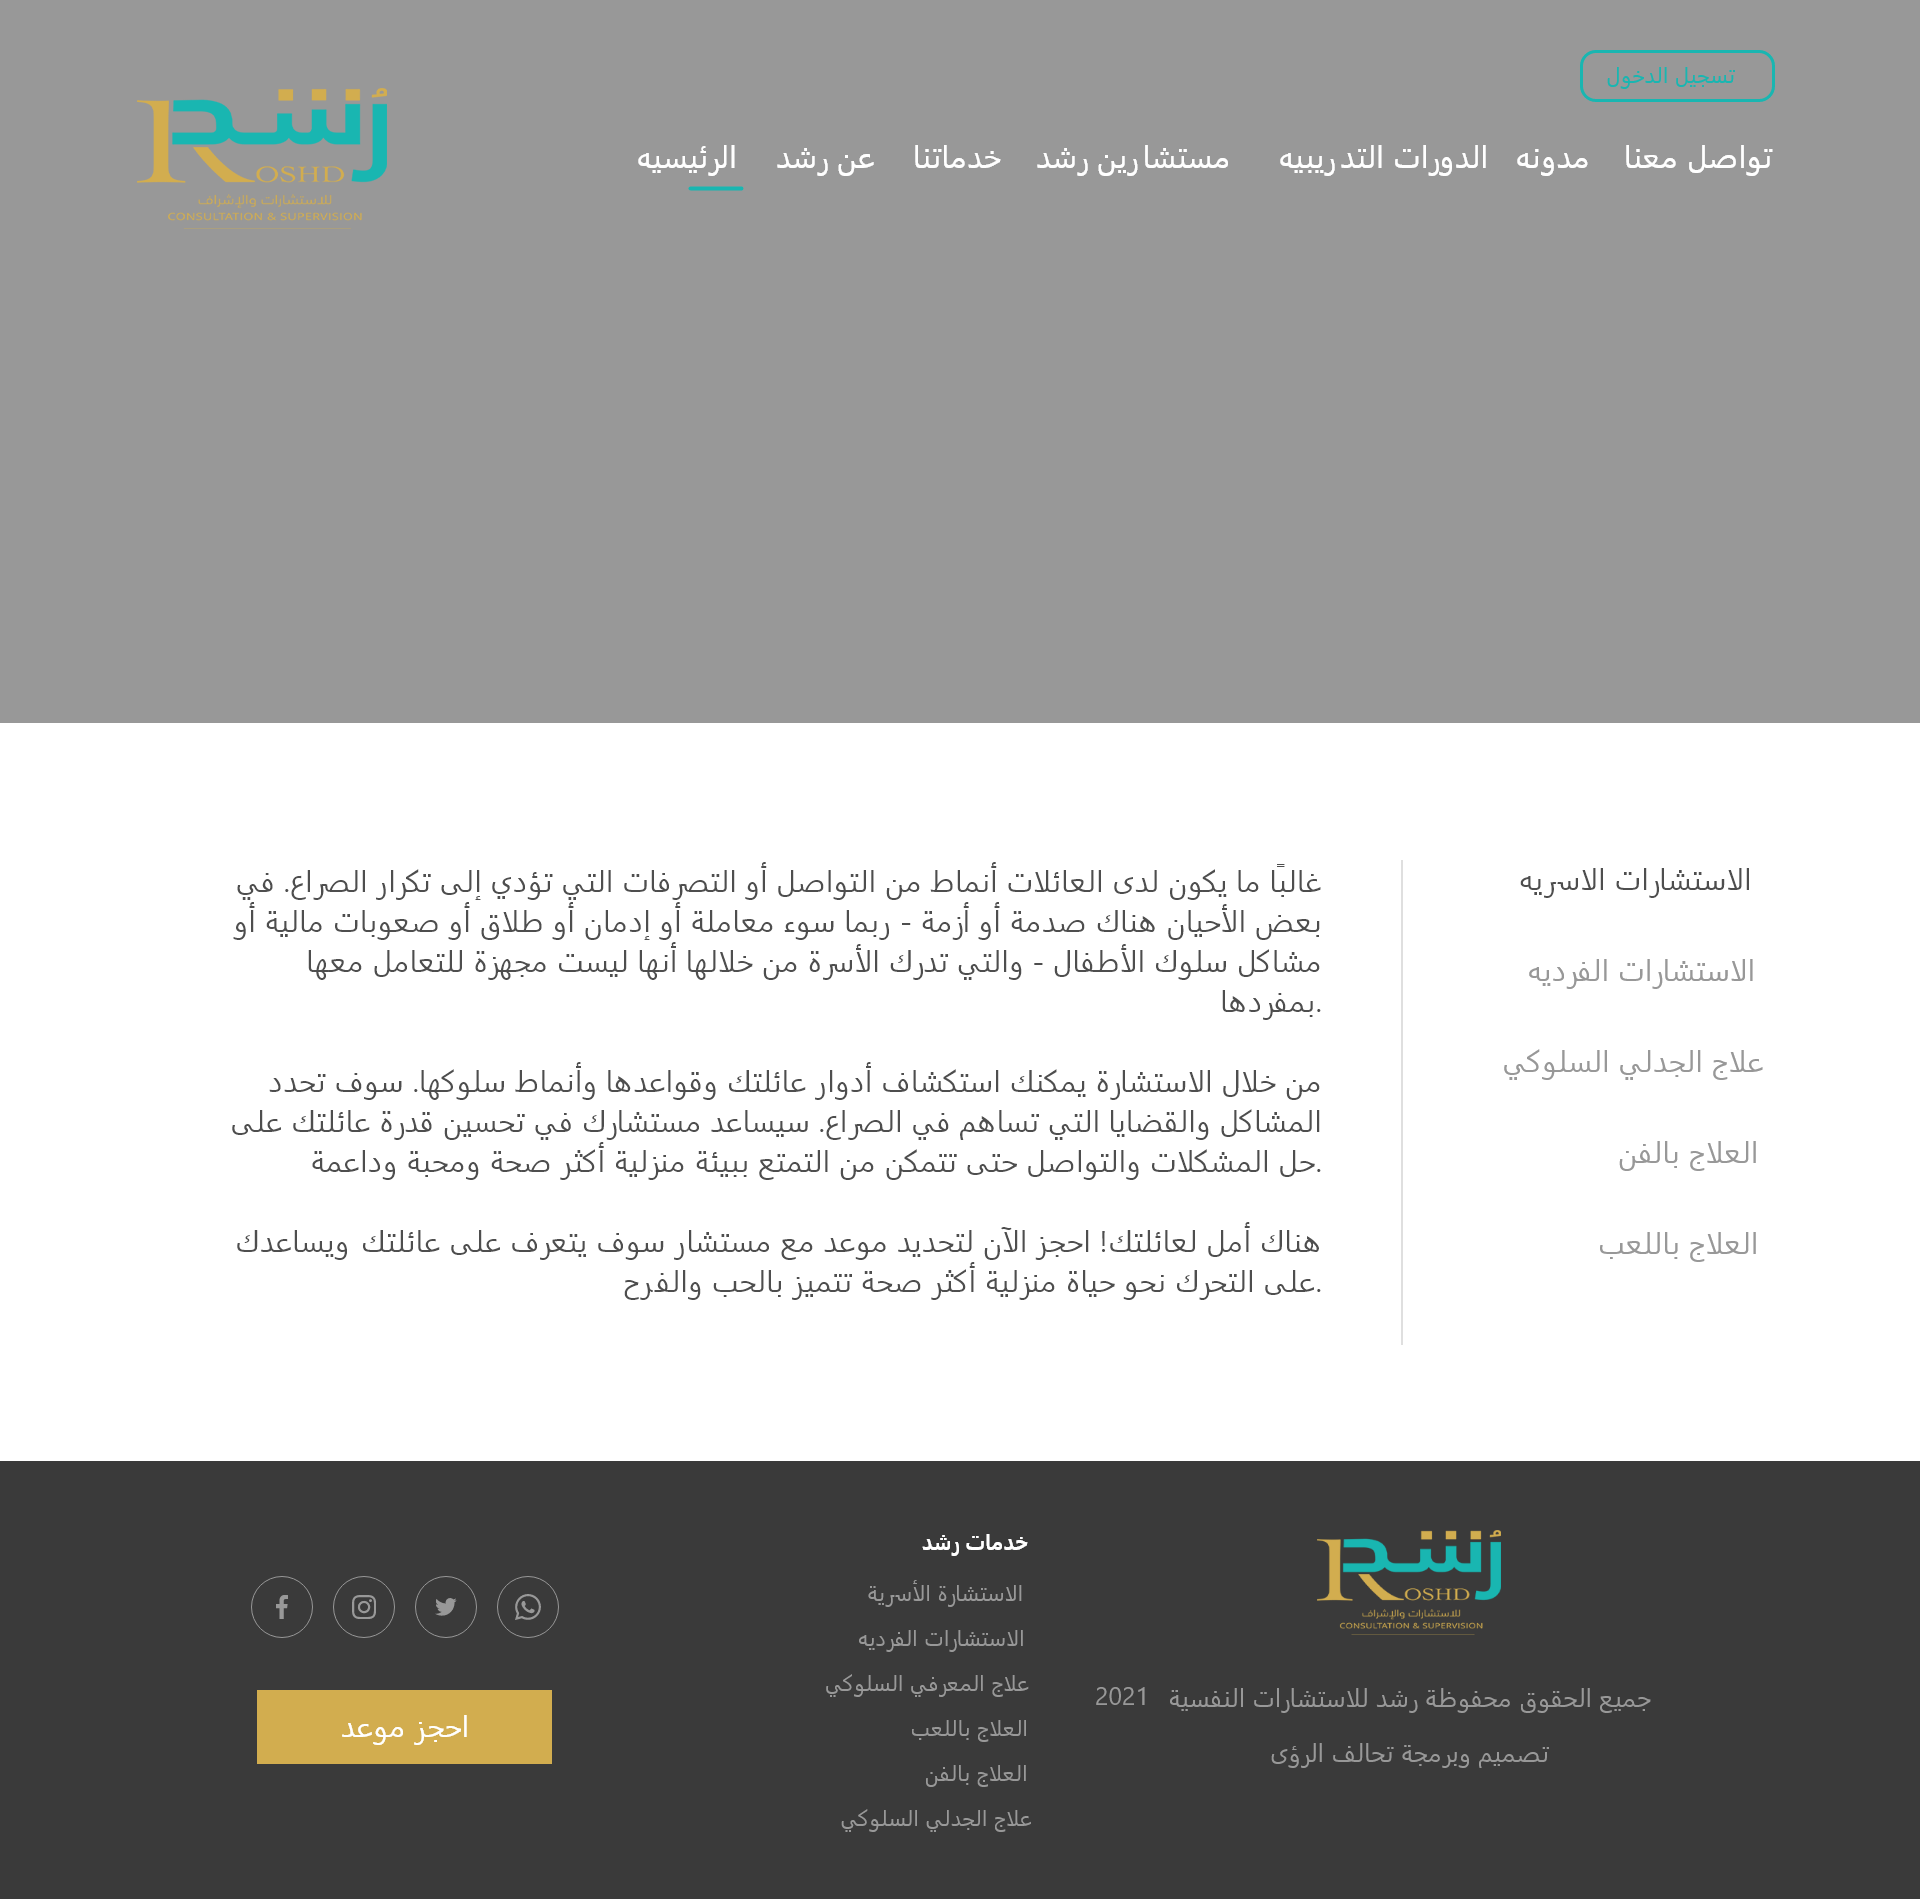 تسجيل الدخول
رُشد
ROSHD
للاستشارات والإشراف
CONSULTATION & SUPERVISION
تواصل معنا
مدونه
الدورات التدريبيه
مستشارين رشد
خدماتنا
عن رشد
الرئيسيه
الاستشارات الاسريه
الاستشارات الفرديه
علاج الجدلي السلوكي
العلاج بالفن
العلاج باللعب
غالبًا ما يكون لدى العائلات أنماط من التواصل أو التصرفات التي تؤدي إلى تكرار الصراع. في
بعض الأحيان هناك صدمة أو أزمة - ربما سوء معاملة أو إدمان أو طلاق أو صعوبات مالية أو
مشاكل سلوك الأطفال - والتي تدرك الأسرة من خلالها أنها ليست مجهزة للتعامل معها
.بمفردها
من خلال الاستشارة يمكنك استكشاف أدوار عائلتك وقواعدها وأنماط سلوكها. سوف تحدد
المشاكل والقضايا التي تساهم في الصراع. سيساعد مستشارك في تحسين قدرة عائلتك على
.حل المشكلات والتواصل حتى تتمكن من التمتع ببيئة منزلية أكثر صحة ومحبة وداعمة
هناك أمل لعائلتك! احجز الآن لتحديد موعد مع مستشار سوف يتعرف على عائلتك ويساعدك
.على التحرك نحو حياة منزلية أكثر صحة تتميز بالحب والفرح
رُشد
ROSHD
للاستشارات والإشراف
CONSULTATION & SUPERVISION
جميع الحقوق محفوظة رشد للاستشارات النفسية 2021
تصميم وبرمجة تحالف الرؤى
خدمات رشد
الاستشارة الأسرية
الاستشارات الفرديه
علاج المعرفي السلوكي
العلاج باللعب
العلاج بالفن
علاج الجدلي السلوكي
احجز موعد